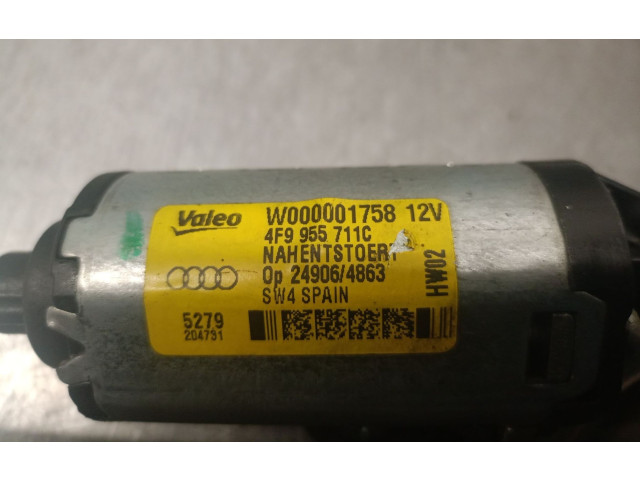 Valeo W000001758 12V
4F9 955 711C
NAHENTSTOERT
Op 24906/4863
SW4 SPAIN
HW02
5279
204791